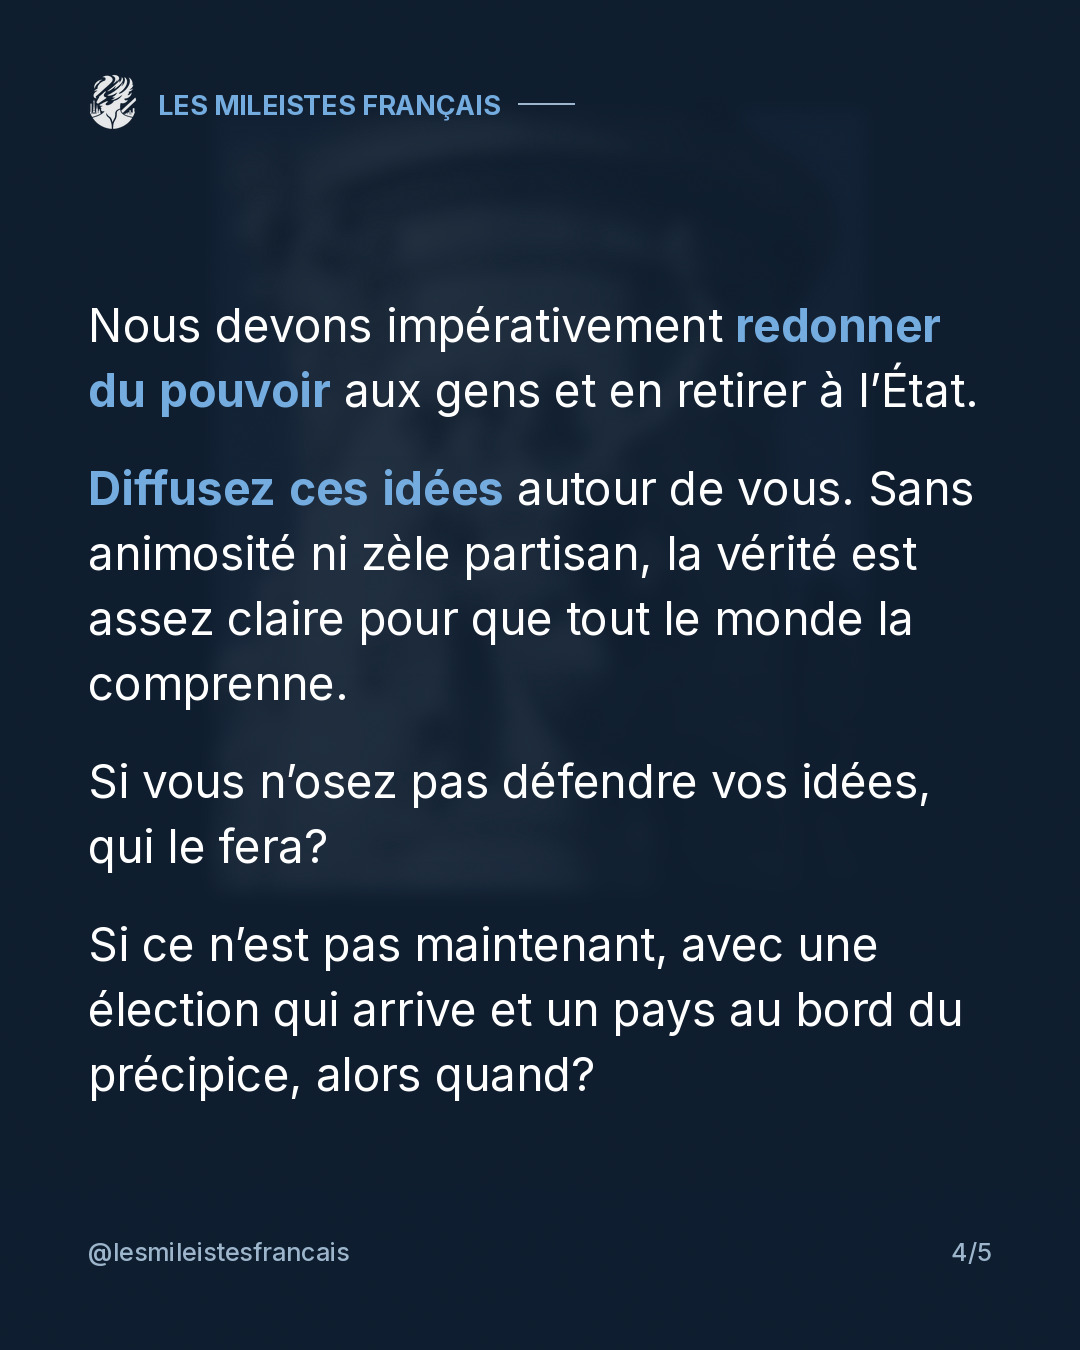 LES MILEISTES FRANÇAIS
Nous devons impérativement redonner
du pouvoir aux gens et en retirer à l’État.
Diffusez ces idées autour de vous. Sans
animosité ni zèle partisan, la vérité est
assez claire pour que tout le monde la
comprenne.
Si vous n’osez pas défendre vos idées,
qui le fera?
Si ce n’est pas maintenant, avec une
élection qui arrive et un pays au bord du
précipice, alors quand?
@lesmileistesfrancais
4/5